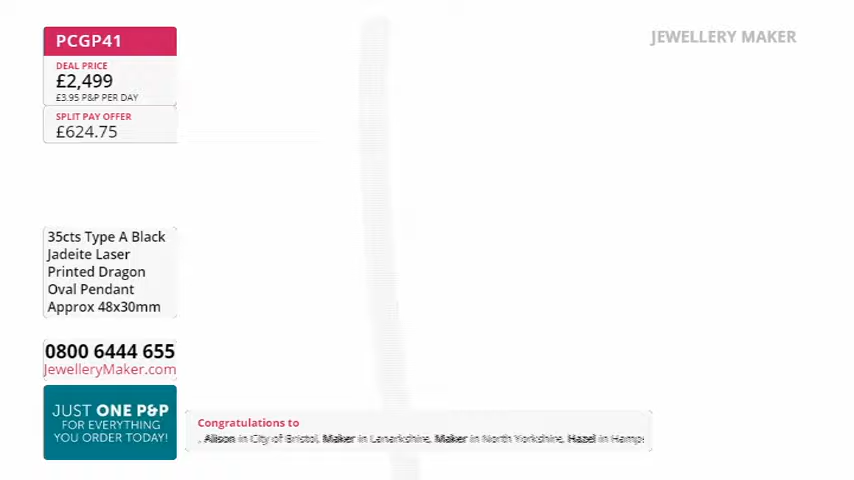 PCGP41
DEAL PRICE
£2,499
£3.95 P&P PER DAY
SPLIT PAY OFFER
£624.75
JEWELLERY MAKER
35cts Type A Black
Jadeite Laser
Printed Dragon
Oval Pendant
Approx 48x30mm
0800 6444 655
JewelleryMaker.com
JUST ONE P&P
FOR EVERYTHING
YOU ORDER TODAY!
Congratulations to
, Alison in City of Bristol, Maker in Lanarkshire, Maker in North Yorkshire, Hazel in Hamps